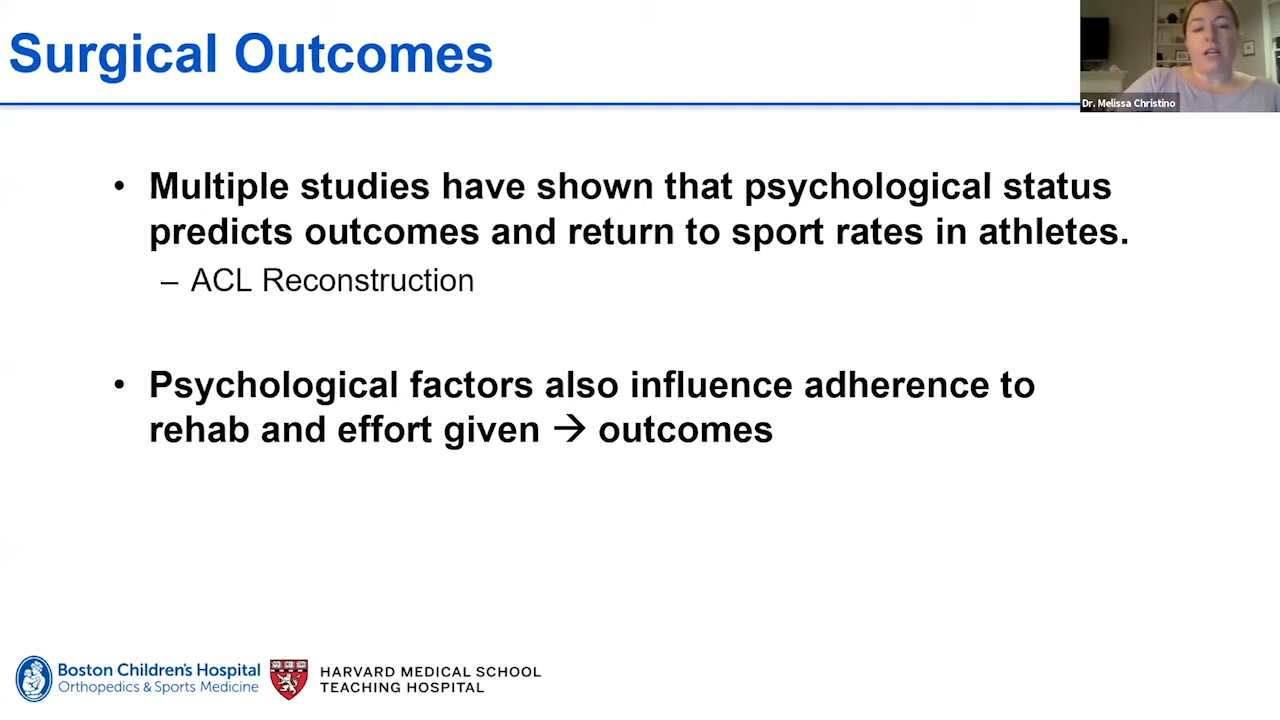 Surgical Outcomes
Dr. Melissa Christino
• Multiple studies have shown that psychological status
predicts outcomes and return to sport rates in athletes.
– ACL Reconstruction
• Psychological factors also influence adherence to
rehab and effort given → outcomes
Boston Children's Hospital
Orthopedics & Sports Medicine
HARVARD MEDICAL SCHOOL
TEACHING HOSPITAL